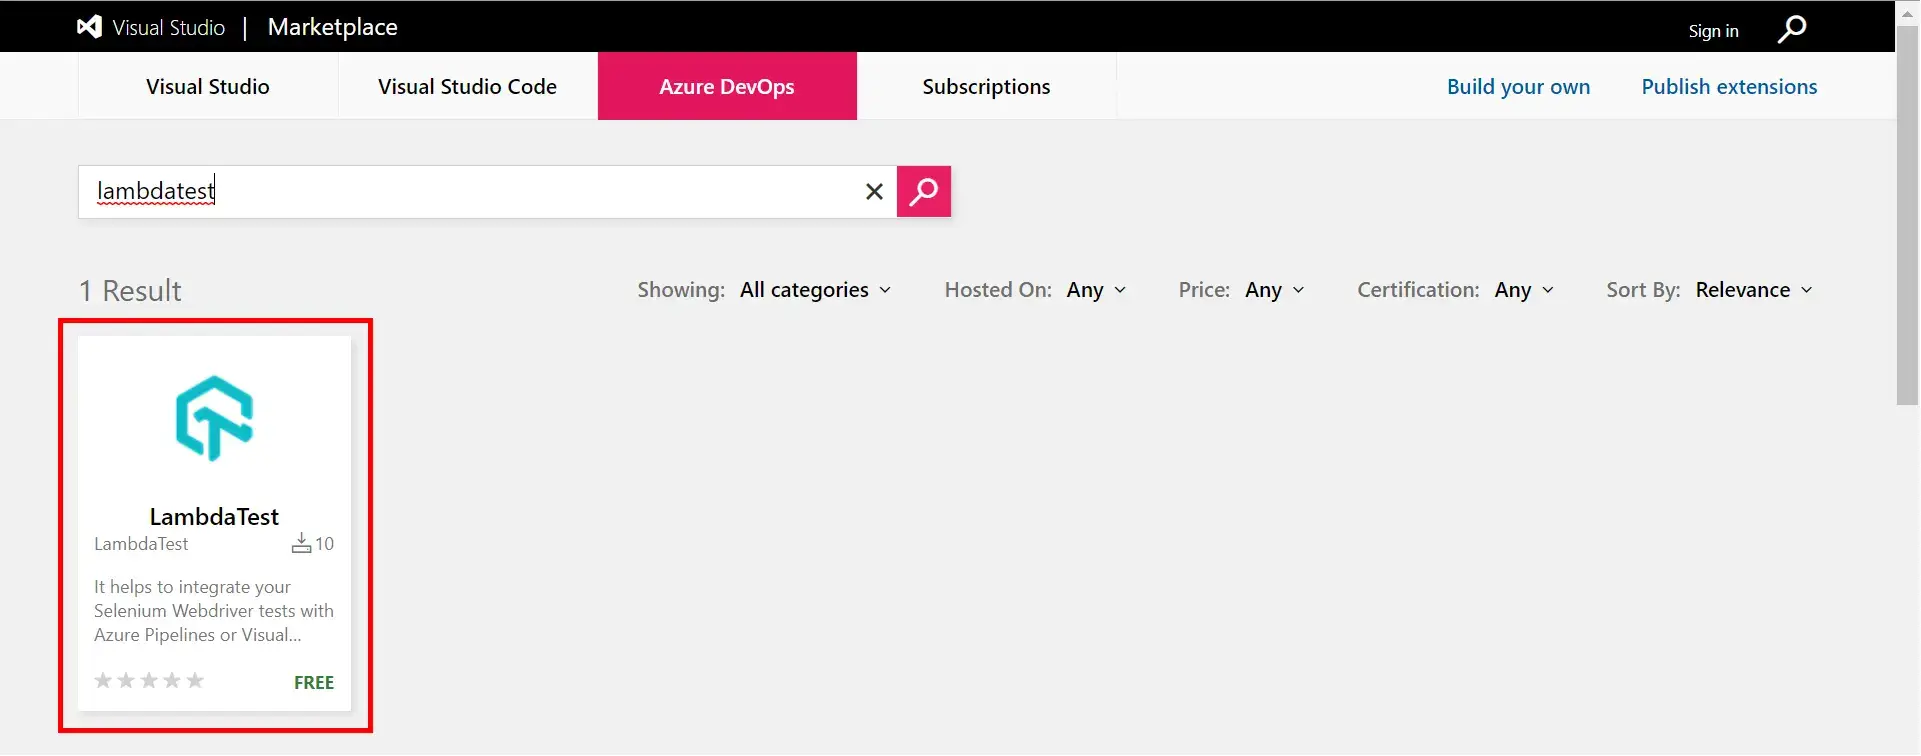 Visual Studio | Marketplace
Sign in
Visual Studio
Visual Studio Code
Azure DevOps
Subscriptions
Build your own
Publish extensions
lambdatest
1 Result
Showing: All categories
Hosted On: Any
Price: Any
Certification: Any
Sort By: Relevance
LambdaTest
LambdaTest 10
It helps to integrate your
Selenium Webdriver tests with
Azure Pipelines or Visual...
FREE